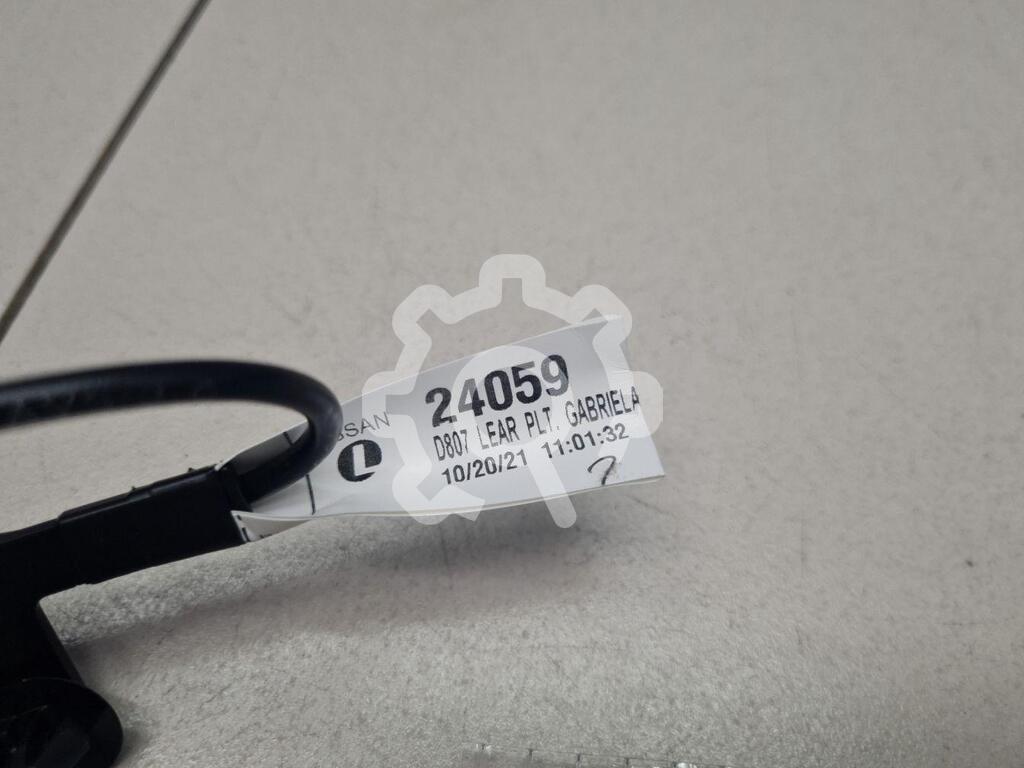 24059
D807 LEAR PLT. GABRIELA
10/20/21 11:01:32